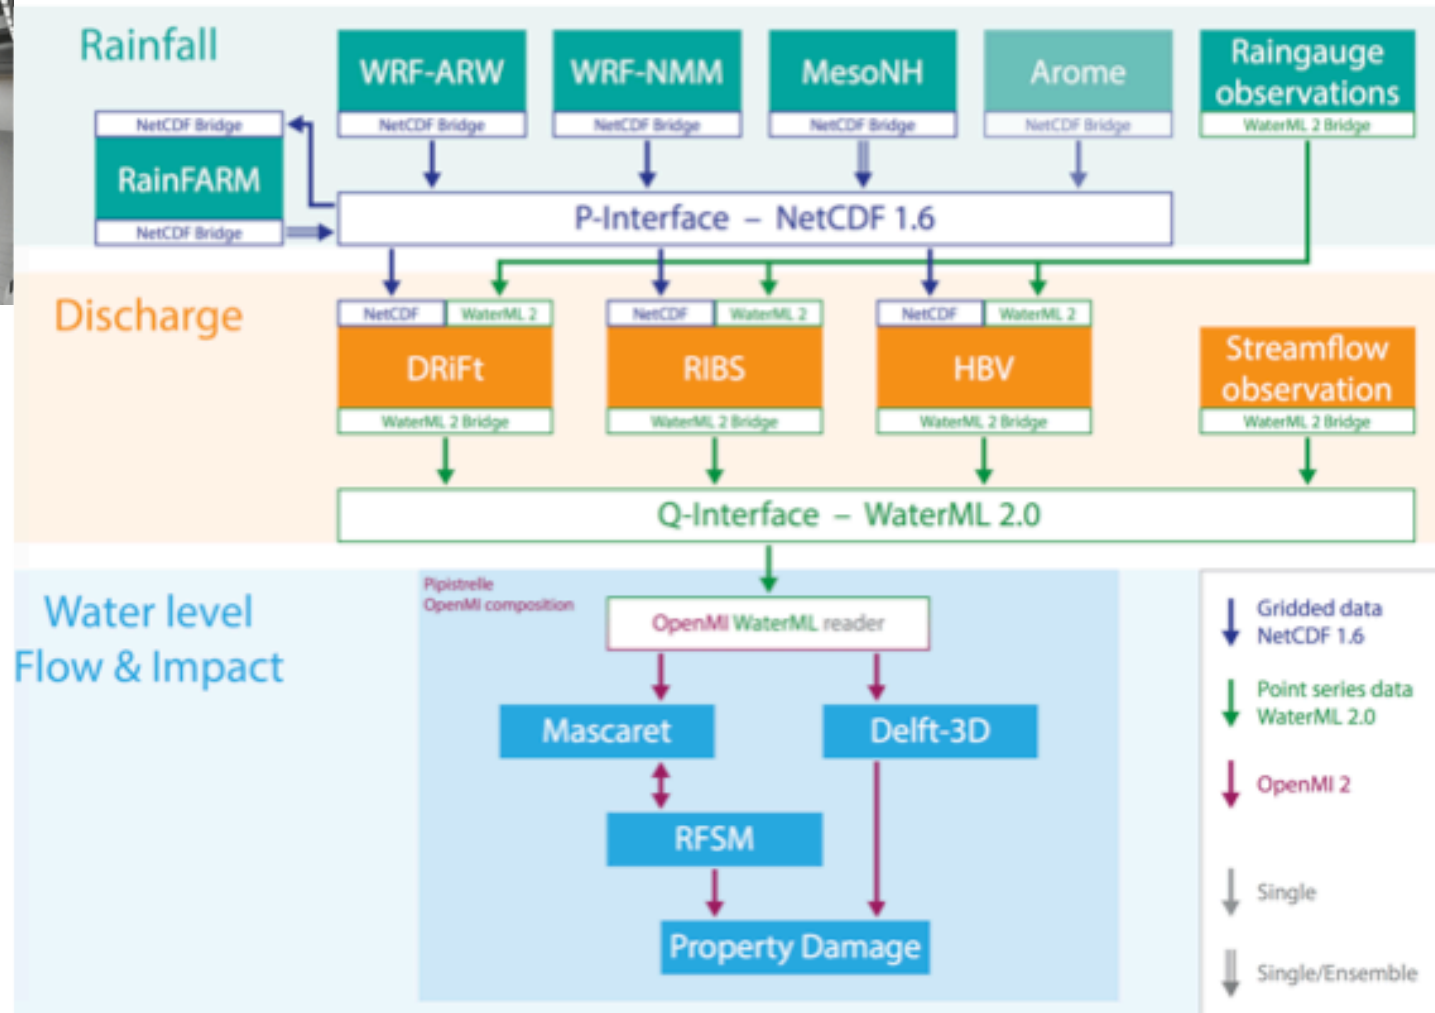 Rainfall
WRF-ARW
NetCDF Bridge
WRF-NMM
NetCDF Bridge
MesoNH
NetCDF Bridge
Arome
NetCDF Bridge
Raingauge
observations
WaterML 2 Bridge
NetCDF Bridge
RainFARM
NetCDF Bridge
P-Interface – NetCDF 1.6
Discharge
NetCDF
WaterML 2
DRiFt
WaterML 2 Bridge
NetCDF
WaterML 2
RIBS
WaterML 2 Bridge
NetCDF
WaterML 2
HBV
WaterML 2 Bridge
Streamflow
observation
WaterML 2 Bridge
Q-Interface – WaterML 2.0
Water level
Flow & Impact
Pipistrelle
OpenMI composition
OpenMI WaterML reader
Mascaret
Delft-3D
RFSM
Property Damage
Gridded data
NetCDF 1.6
Point series data
WaterML 2.0
OpenMI 2
Single
Single/Ensemble